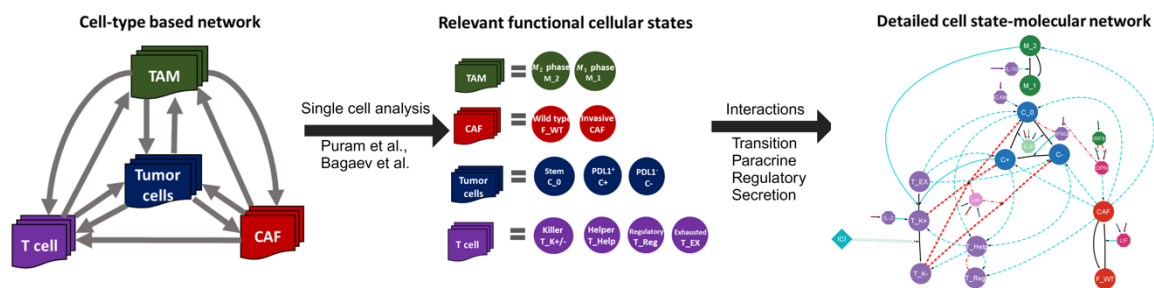 Cell-type based network
TAM
Tumor
cells
T cell
CAF
Single cell analysis
Puram et al.,
Bagaev et al.
Relevant functional cellular states
TAM
=
M₂ phase
M_2
M₁ phase
M_1
CAF
=
Wild type
F_WT
Invasive
CAF
Tumor
cells
=
Stem
C_0
PDL1⁺
C+
PDL1⁻
C-
T cell
=
Killer
T_K+/-
Helper
T_Help
Regulatory
T_Reg
Exhausted
T_EX
Interactions
Transition
Paracrine
Regulatory
Secretion
Detailed cell state-molecular network
M_2
IL-10
M_1
C_0
C+
C-
T_EX
OPN
IL-2
T_K+
CAF
ICI
T_Help
LIF
T_K-
T_Reg
F_WT